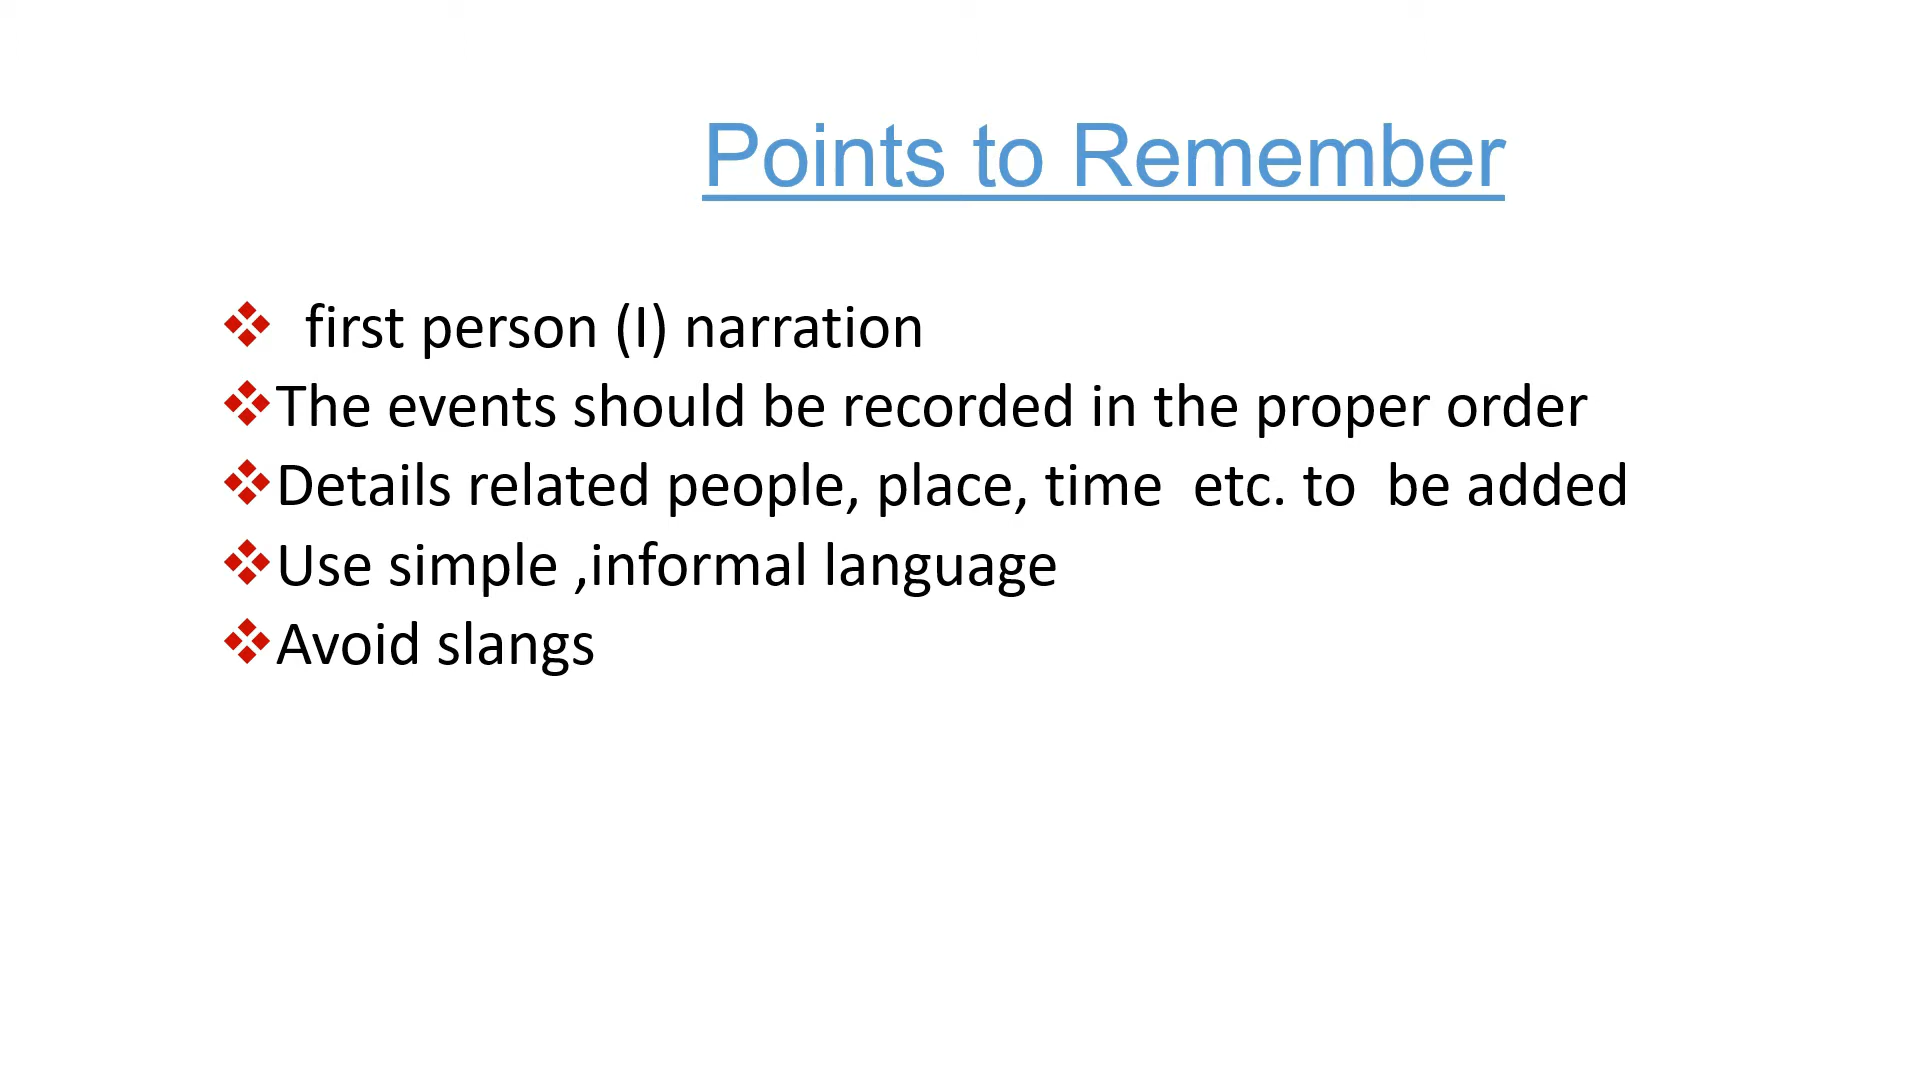 Points to Remember
❖ first person (I) narration
❖The events should be recorded in the proper order
❖Details related people, place, time  etc. to  be added
❖Use simple ,informal language
❖Avoid slangs